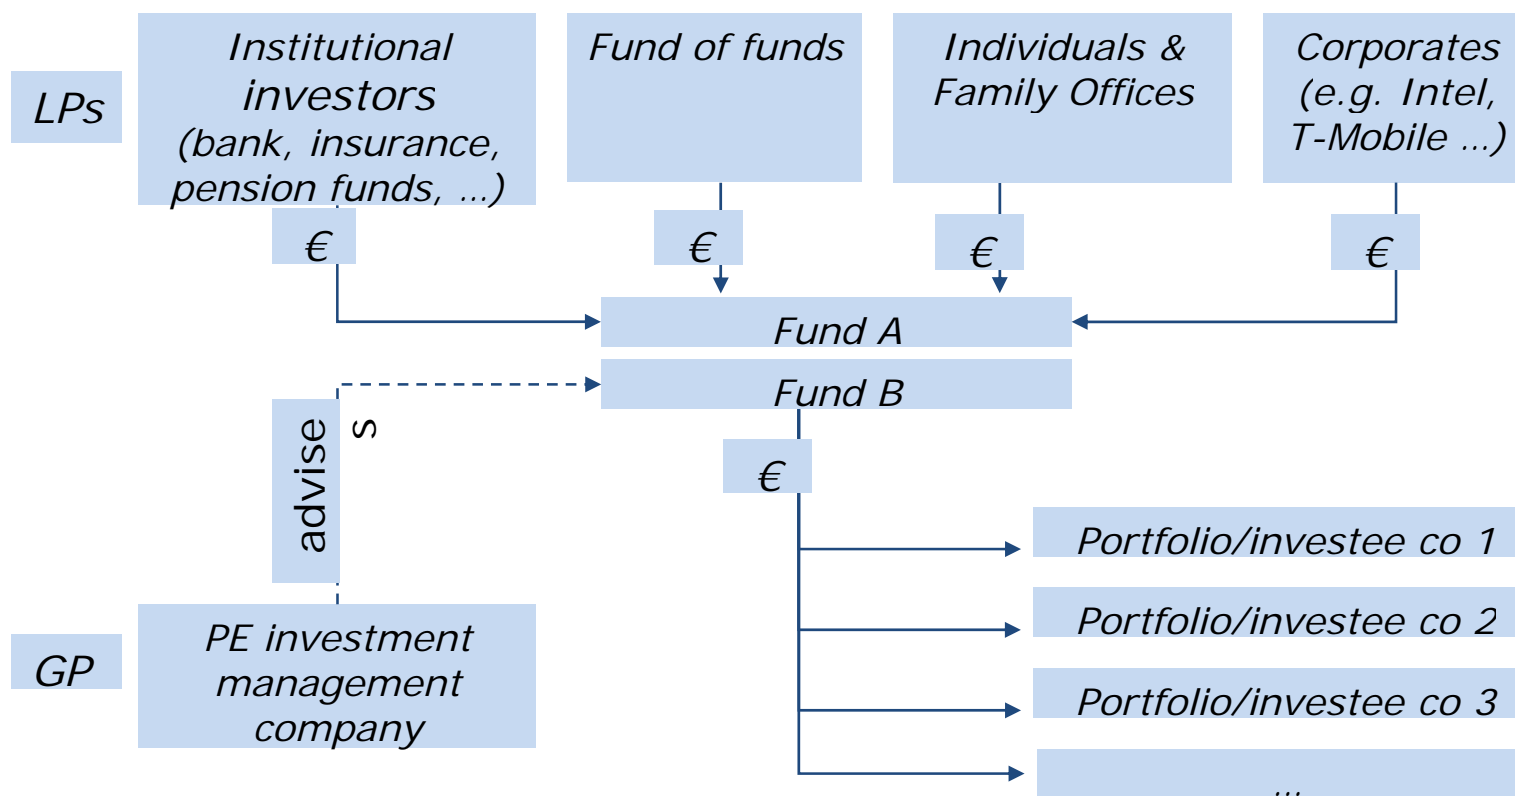 LPs
Institutional
investors
(bank, insurance,
pension funds, ...)
Fund of funds
Individuals &
Family Offices
Corporates
(e.g. Intel,
T-Mobile ...)
€
€
€
€
Fund A
Fund B
advise
s
€
Portfolio/investee co 1
Portfolio/investee co 2
Portfolio/investee co 3
...
GP
PE investment
management
company